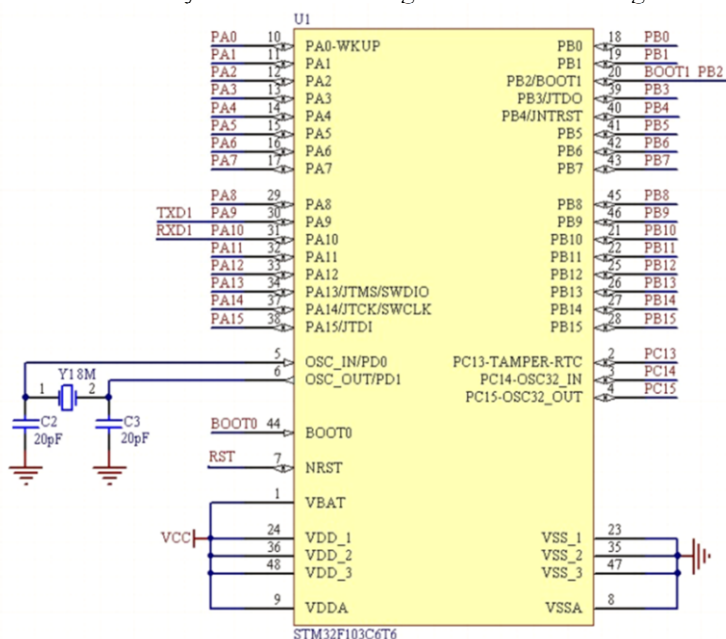 U1
PA0 10 PA0-WKUP PB0 18 PB0
PA1 11 PA1 PB1 19 PB1
PA2 12 PA2 PB2/BOOT1 20 BOOT1 PB2
PA3 13 PA3 PB3/JTDO 39 PB3
PA4 14 PA4 PB4/JNTRST 40 PB4
PA5 15 PA5 PB5 41 PB5
PA6 16 PA6 PB6 42 PB6
PA7 17 PA7 PB7 43 PB7
PA8 29 PA8 PB8 45 PB8
TXD1 PA9 30 PA9 PB9 46 PB9
RXD1 PA10 31 PA10 PB10 21 PB10
PA11 32 PA11 PB11 22 PB11
PA12 33 PA12 PB12 25 PB12
PA13 34 PA13/JTMS/SWDIO PB13 26 PB13
PA14 37 PA14/JTCK/SWCLK PB14 27 PB14
PA15 38 PA15/JTDI PB15 28 PB15
5 OSC_IN/PD0 PC13-TAMPER-RTC 2 PC13
6 OSC_OUT/PD1 PC14-OSC32_IN 3 PC14
PC15-OSC32_OUT 4 PC15
Y1 8M
1 2
C2 C3
20pF 20pF
BOOT0 44 BOOT0
RST 7 NRST
1 VBAT
VCC 24 VDD_1 VSS_1 23
36 VDD_2 VSS_2 35
48 VDD_3 VSS_3 47
9 VDDA VSSA 8
STM32F103C6T6